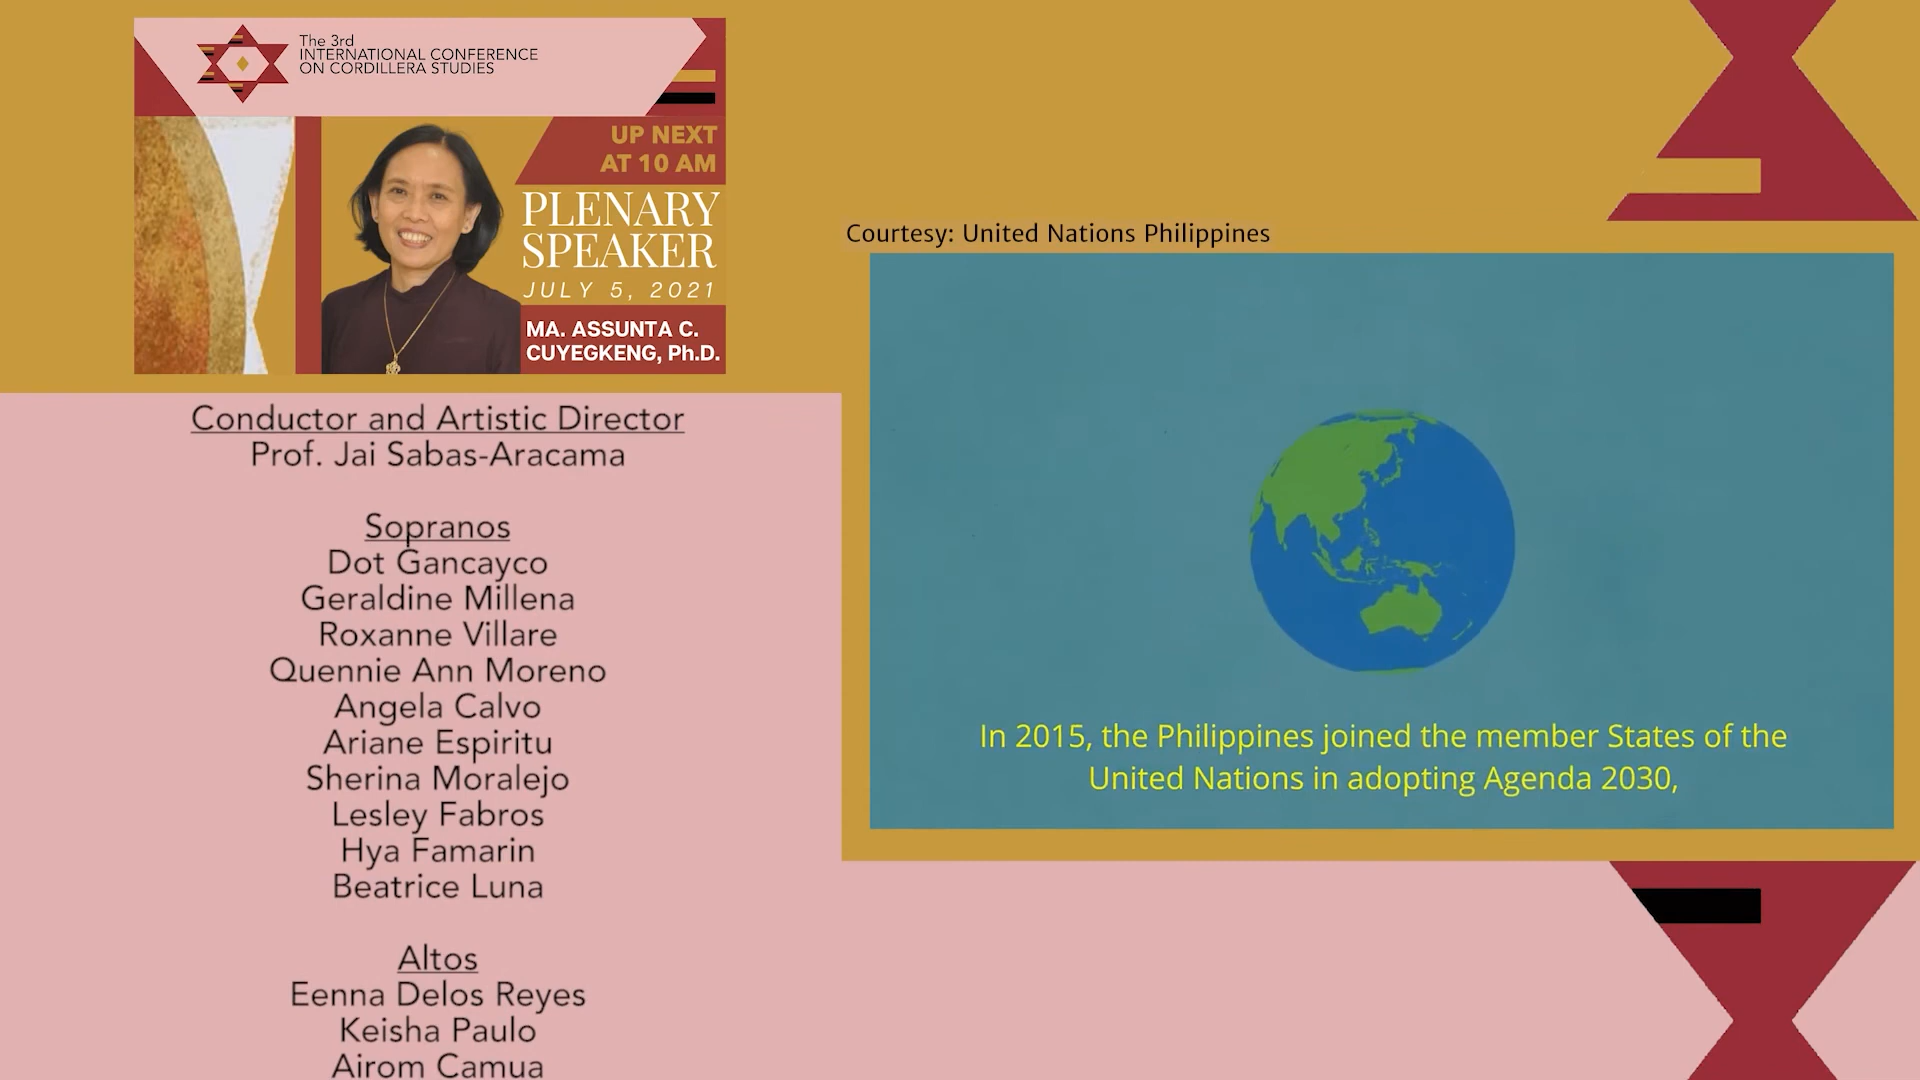 The 3rd
INTERNATIONAL CONFERENCE
ON CORDILLERA STUDIES
UP NEXT
AT 10 AM
PLENARY
SPEAKER
JULY 5, 2021
MA. ASSUNTA C.
CUYEGKENG, Ph.D.
Conductor and Artistic Director
Prof. Jai Sabas-Aracama
Sopranos
Dot Gancayco
Geraldine Millena
Roxanne Villare
Quennie Ann Moreno
Angela Calvo
Ariane Espiritu
Sherina Moralejo
Lesley Fabros
Hya Famarin
Beatrice Luna
Altos
Eenna Delos Reyes
Keisha Paulo
Airom Camua
Courtesy: United Nations Philippines
In 2015, the Philippines joined the member States of the
United Nations in adopting Agenda 2030,